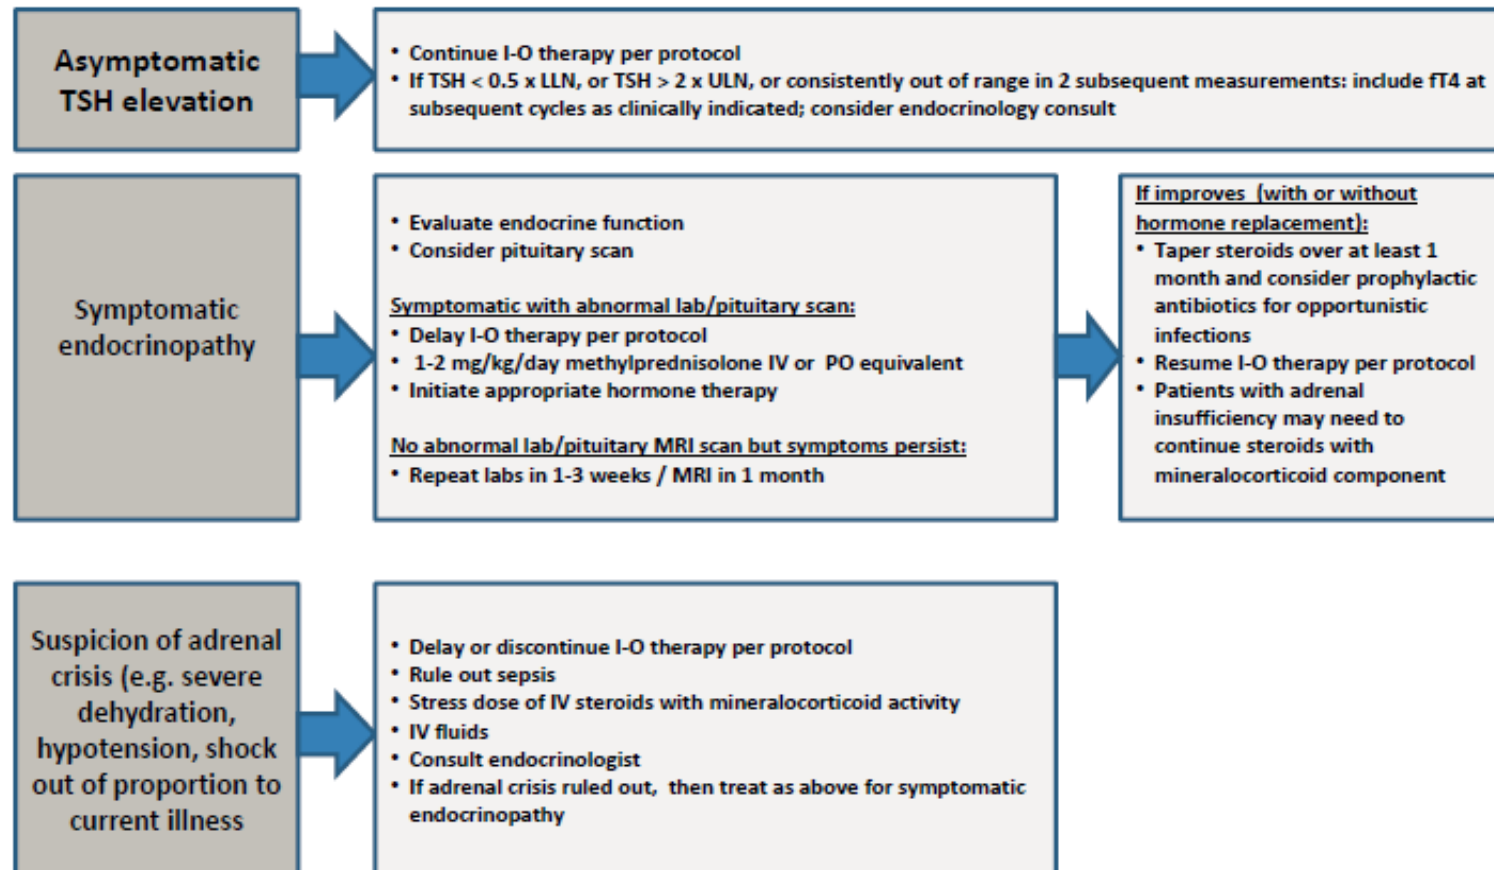 Asymptomatic
TSH elevation
• Continue I-O therapy per protocol
• If TSH < 0.5 x LLN, or TSH > 2 x ULN, or consistently out of range in 2 subsequent measurements: include fT4 at
subsequent cycles as clinically indicated; consider endocrinology consult
Symptomatic
endocrinopathy
• Evaluate endocrine function
• Consider pituitary scan
Symptomatic with abnormal lab/pituitary scan:
• Delay I-O therapy per protocol
• 1-2 mg/kg/day methylprednisolone IV or PO equivalent
• Initiate appropriate hormone therapy
No abnormal lab/pituitary MRI scan but symptoms persist:
• Repeat labs in 1-3 weeks / MRI in 1 month
If improves (with or without
hormone replacement):
• Taper steroids over at least 1
month and consider prophylactic
antibiotics for opportunistic
infections
• Resume I-O therapy per protocol
• Patients with adrenal
insufficiency may need to
continue steroids with
mineralocorticoid component
Suspicion of adrenal
crisis (e.g. severe
dehydration,
hypotension, shock
out of proportion to
current illness
• Delay or discontinue I-O therapy per protocol
• Rule out sepsis
• Stress dose of IV steroids with mineralocorticoid activity
• IV fluids
• Consult endocrinologist
• If adrenal crisis ruled out, then treat as above for symptomatic
endocrinopathy